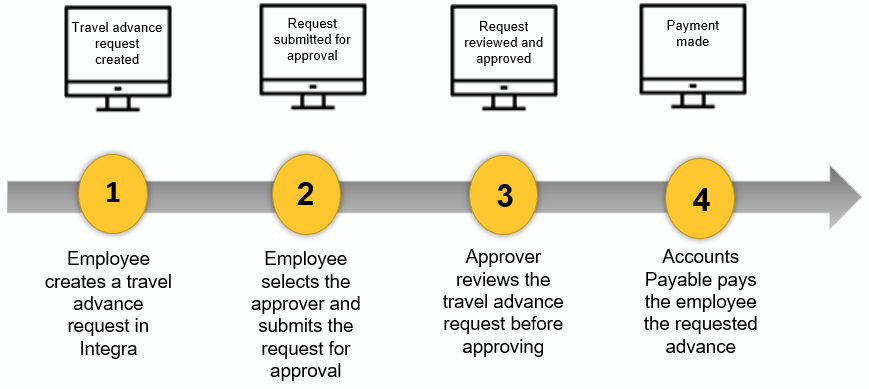 Travel advance
request
created
Request
submitted for
approval
Request
reviewed and
approved
Payment
made
1
2
3
4
Employee
creates a travel
advance
request in
Integra
Employee
selects the
approver and
submits the
request for
approval
Approver
reviews the
travel advance
request before
approving
Accounts
Payable pays
the employee
the requested
advance